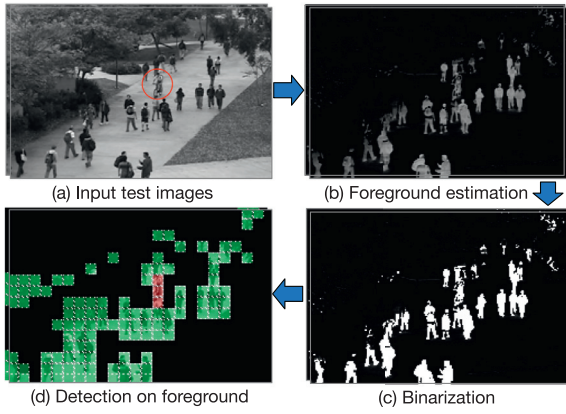 (a) Input test images
(b) Foreground estimation
(d) Detection on foreground
(c) Binarization